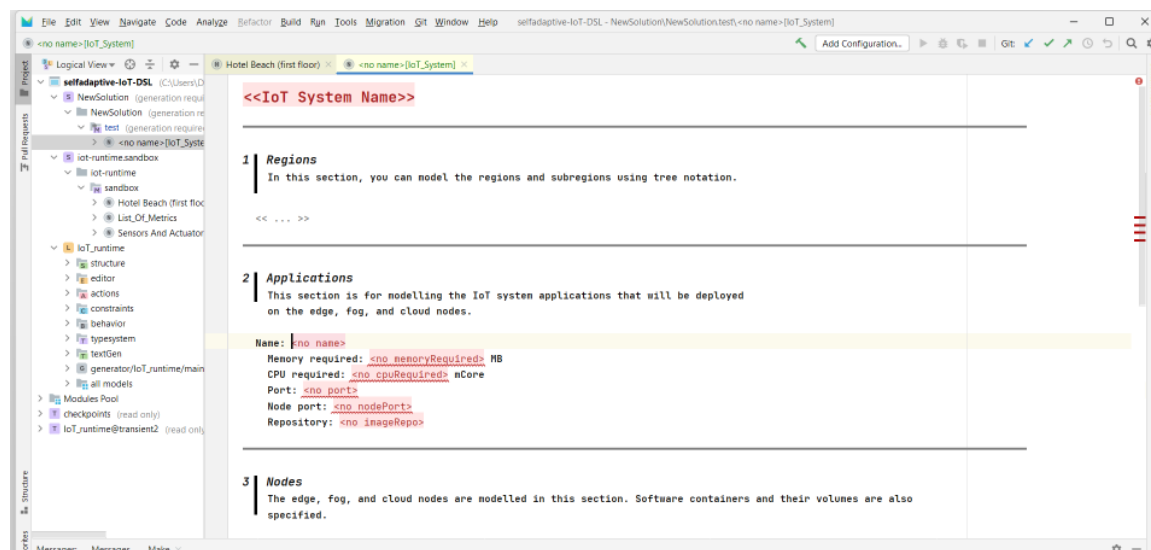 File Edit View Navigate Code Analyze Refactor Build Run Tools Migration Git Window Help selfadaptive-IoT-DSL - NewSolution\NewSolution.test\<no name>[IoT_System]
<no name>[IoT_System]
Add Configuration... Git:
Project
Pull Requests
Structure
Logical View
selfadaptive-IoT-DSL (C:\Users\D
NewSolution (generation requi
NewSolution (generation re
test (generation require
<no name>[IoT_Syste
iot-runtime.sandbox
iot-runtime
sandbox
Hotel Beach (first floc
List_Of_Metrics
Sensors And Actuator
IoT_runtime
structure
editor
actions
constraints
behavior
typesystem
textGen
generator/IoT_runtime/main
all models
Modules Pool
checkpoints (read only)
IoT_runtime@transient2 (read only
Hotel Beach (first floor) <no name>[IoT_System]
<<IoT System Name>>
1 Regions
In this section, you can model the regions and subregions using tree notation.
<< ... >>
2 Applications
This section is for modelling the IoT system applications that will be deployed
on the edge, fog, and cloud nodes.
Name: <no name>
Memory required: <no memoryRequired> MB
CPU required: <no cpuRequired> mCore
Port: <no port>
Node port: <no nodePort>
Repository: <no imageRepo>
3 Nodes
The edge, fog, and cloud nodes are modelled in this section. Software containers and their volumes are also
specified.
Messages: Messages Make